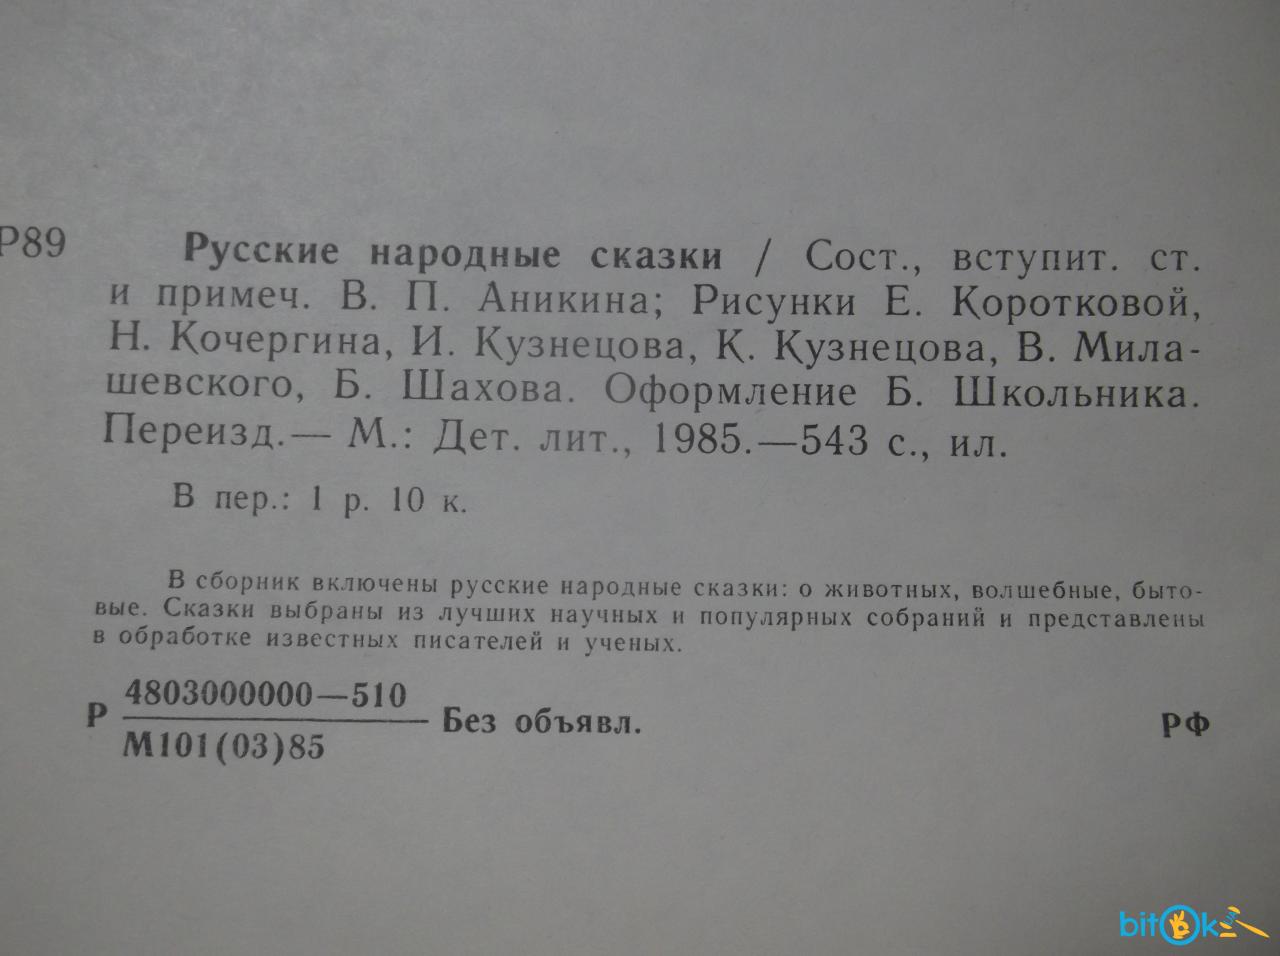 Р89
Русские народные сказки / Сост., вступит. ст.
и примеч. В. П. Аникина; Рисунки Е. Коротковой,
Н. Кочергина, И. Кузнецова, К. Кузнецова, В. Мила-
шевского, Б. Шахова. Оформление Б. Школьника.
Переизд.— М.: Дет. лит., 1985.—543 с., ил.
В пер.: 1 р. 10 к.
В сборник включены русские народные сказки: о животных, волшебные, быто-
вые. Сказки выбраны из лучших научных и популярных собраний и представлены
в обработке известных писателей и ученых.
4803000000—510
Р Без объявл. РФ
М101(03)85
bitOk